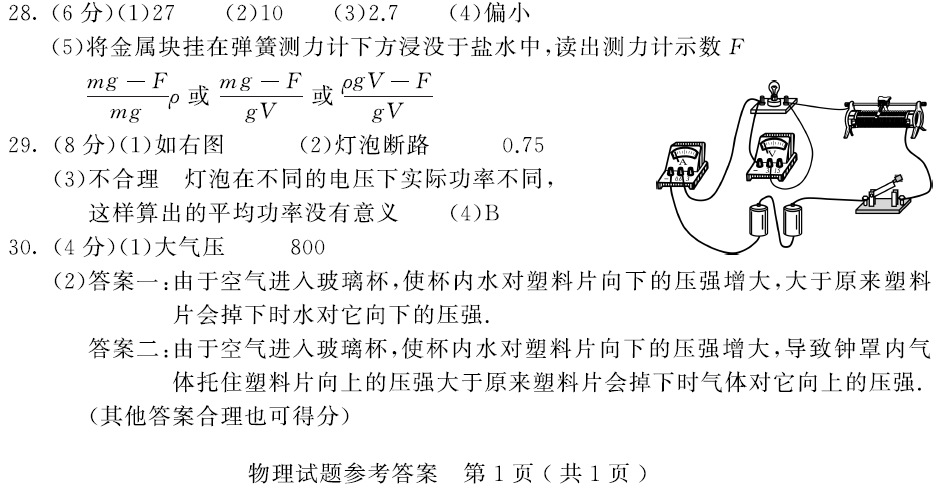 28. (6分)(1)27 (2)10 (3)2.7 (4)偏小
(5)将金属块挂在弹簧测力计下方浸没于盐水中,读出测力计示数 F
\frac{mg-F}{mg}ρ 或 \frac{mg-F}{gV} 或 \frac{ρgV-F}{gV}
29. (8分)(1)如右图 (2)灯泡断路 0.75
(3)不合理 灯泡在不同的电压下实际功率不同,
这样算出的平均功率没有意义 (4)B
A
V
30. (4分)(1)大气压 800
(2)答案一:由于空气进入玻璃杯,使杯内水对塑料片向下的压强增大,大于原来塑料
片会掉下时水对它向下的压强.
答案二:由于空气进入玻璃杯,使杯内水对塑料片向下的压强增大,导致钟罩内气
体托住塑料片向上的压强大于原来塑料片会掉下时气体对它向上的压强.
(其他答案合理也可得分)
物理试题参考答案 第1页(共1页)